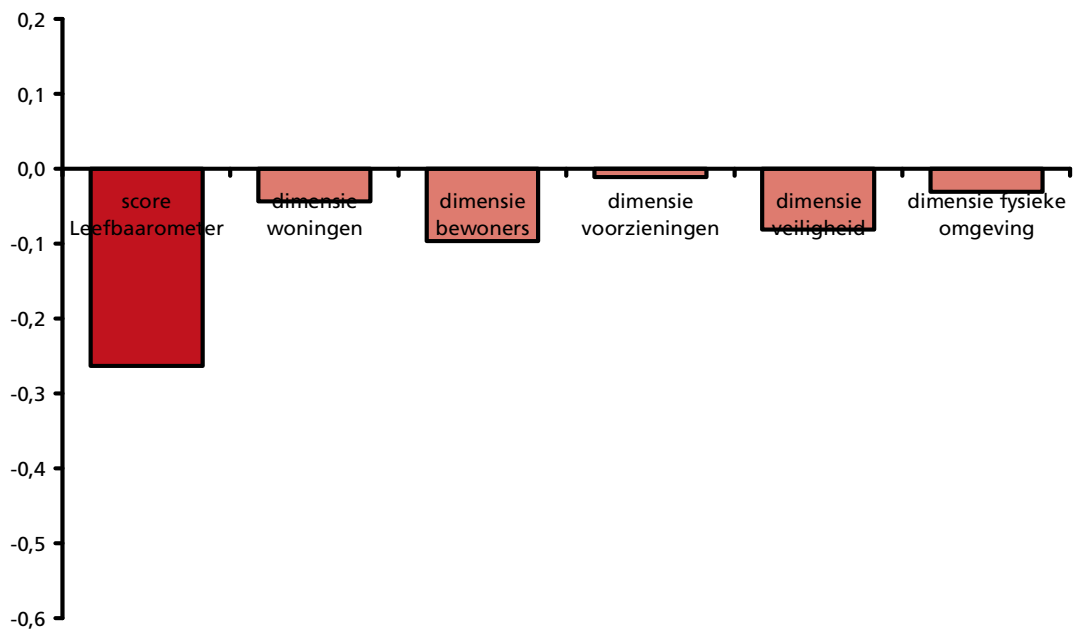 0,2
0,1
0,0
-0,1
-0,2
-0,3
-0,4
-0,5
-0,6
score
Leefbaarometer
dimensie
woningen
dimensie
bewoners
dimensie
voorzieningen
dimensie
veiligheid
dimensie fysieke
omgeving